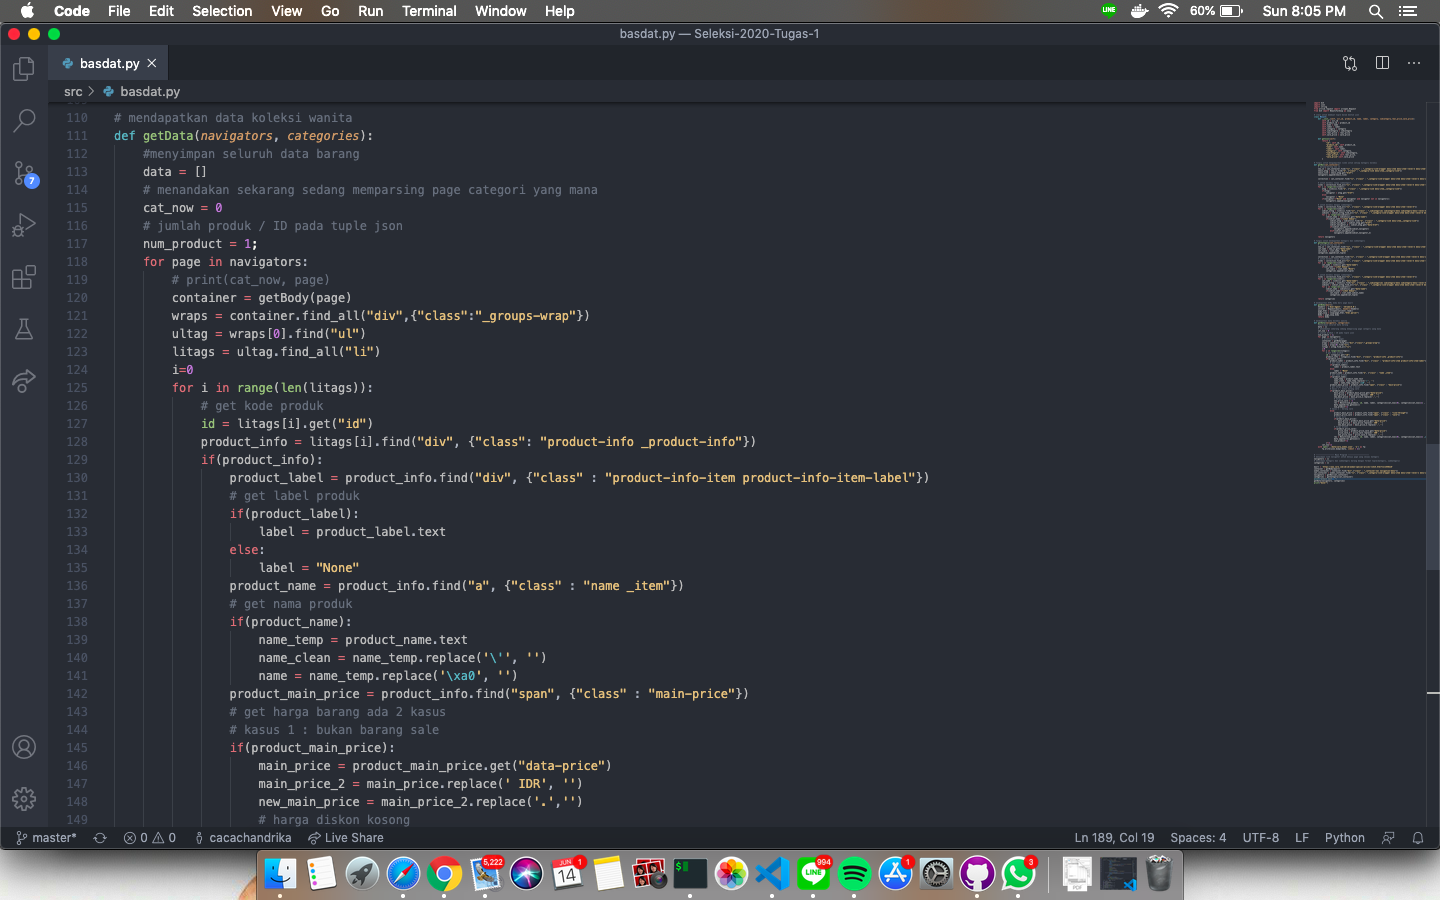 Code File Edit Selection View Go Run Terminal Window Help LINE 60% Sun 8:05 PM
basdat.py — Seleksi-2020-Tugas-1
basdat.py
src > basdat.py
110 # mendapatkan data koleksi wanita
111 def getData(navigators, categories):
112 #menyimpan seluruh data barang
113 data = []
114 # menandakan sekarang sedang memparsing page categori yang mana
115 cat_now = 0
116 # jumlah produk / ID pada tuple json
117 num_product = 1;
118 for page in navigators:
119 # print(cat_now, page)
120 container = getBody(page)
121 wraps = container.find_all("div",{"class":"_groups-wrap"})
122 ultag = wraps[0].find("ul")
123 litags = ultag.find_all("li")
124 i=0
125 for i in range(len(litags)):
126 # get kode produk
127 id = litags[i].get("id")
128 product_info = litags[i].find("div", {"class": "product-info _product-info"})
129 if(product_info):
130 product_label = product_info.find("div", {"class" : "product-info-item product-info-item-label"})
131 # get label produk
132 if(product_label):
133 label = product_label.text
134 else:
135 label = "None"
136 product_name = product_info.find("a", {"class" : "name _item"})
137 # get nama produk
138 if(product_name):
139 name_temp = product_name.text
140 name_clean = name_temp.replace('\'', '')
141 name = name_temp.replace('\xa0', '')
142 product_main_price = product_info.find("span", {"class" : "main-price"})
143 # get harga barang ada 2 kasus
144 # kasus 1 : bukan barang sale
145 if(product_main_price):
146 main_price = product_main_price.get("data-price")
147 main_price_2 = main_price.replace(' IDR', '')
148 new_main_price = main_price_2.replace('.','')
149 # harga diskon kosong
7
master* 0 0 cacachandrika Live Share Ln 189, Col 19 Spaces: 4 UTF-8 LF Python
5,222 JUN 14 1 $ LINE 994 1 3 PDF